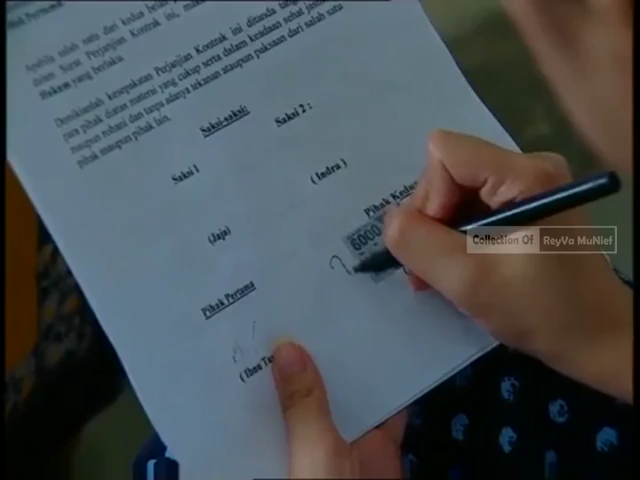 Apabila salah satu dari kedua belah
dalam Surat Perjanjian Kontrak ini, maka
Hukum yang berlaku.
Demikianlah kesepakatan Perjanjian Kontrak ini ditanda
para pihak diatas materai yang cukup serta dalam keadaan sehat
maupun rohani dan tanpa adanya tekanan ataupun paksaan dari salah satu
pihak maupun pihak lain.
Saksi-saksi:
Saksi 1
Saksi 2 :
(Jaja)
( Indra )
Pihak Pertama
Pihak Kedua
6000
( Ibnu
Collection Of ReyVa MuNief